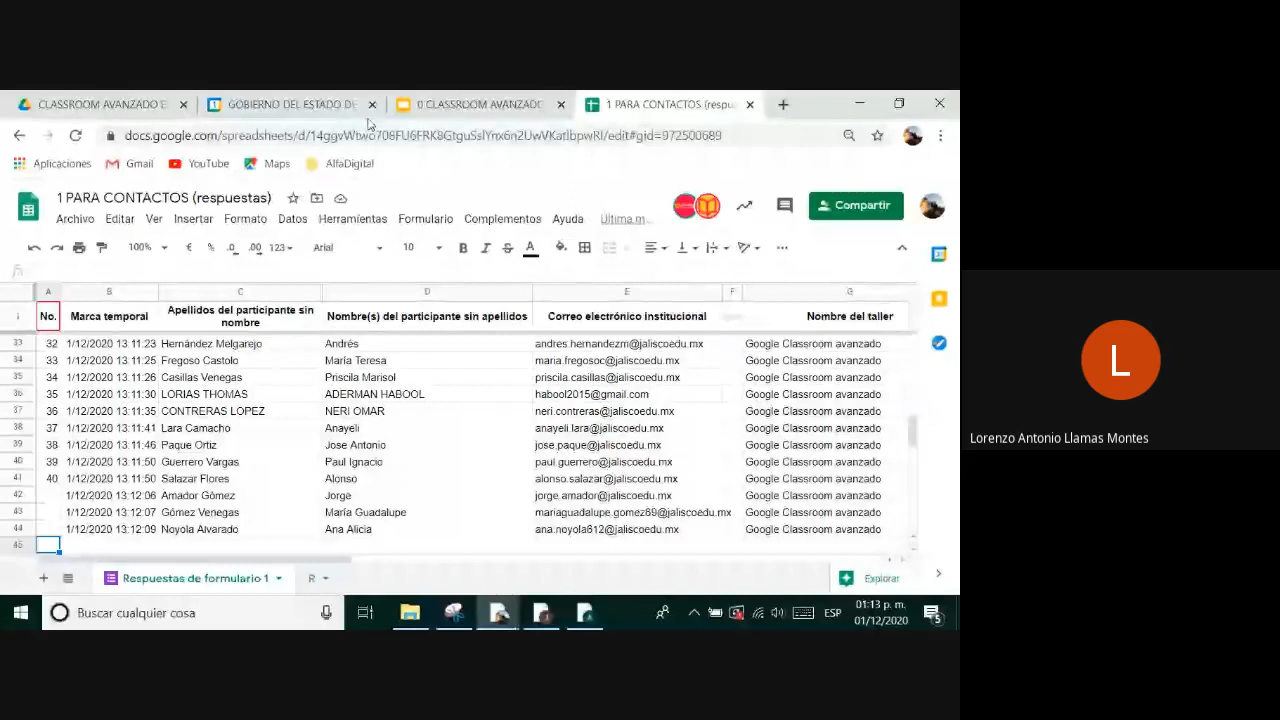 CLASSROOM AVANZADO E
GOBIERNO DEL ESTADO DE
0 CLASSROOM AVANZADO
1 PARA CONTACTOS (respu
Aplicaciones Gmail YouTube Maps AlfaDigital
1 PARA CONTACTOS (respuestas)
Compartir
Archivo Editar Ver Insertar Formato Datos Herramientas Formulario Complementos Ayuda Última m...
100% € % .0 .00 123 Arial 10 B I S A
fx
A B C D E F G
1 No. Marca temporal Apellidos del participante sin nombre Nombre(s) del participante sin apellidos Correo electrónico institucional Nombre del taller
33 32 1/12/2020 13:11:23 Hernández Melgarejo Andrés andres.hernandezm@jaliscoedu.mx Google Classroom avanzado
34 33 1/12/2020 13:11:25 Fregoso Castolo María Teresa maria.fregosoc@jaliscoedu.mx Google Classroom avanzado
35 34 1/12/2020 13:11:26 Casillas Venegas Priscila Marisol priscila.casillas@jaliscoedu.mx Google Classroom avanzado
36 35 1/12/2020 13:11:30 LORIAS THOMAS ADERMAN HABOOL habool2015@gmail.com Google Classroom avanzado
37 36 1/12/2020 13:11:35 CONTRERAS LOPEZ NERI OMAR neri.contreras@jaliscoedu.mx Google Classroom avanzado
38 37 1/12/2020 13:11:41 Lara Camacho Anayeli anayeli.lara@jaliscoedu.mx Google Classroom avanzado
39 38 1/12/2020 13:11:46 Paque Ortiz Jose Antonio jose.paque@jaliscoedu.mx Google Classroom avanzado
40 39 1/12/2020 13:11:50 Guerrero Vargas Paul Ignacio paul.guerrero@jaliscoedu.mx Google Classroom avanzado
41 40 1/12/2020 13:11:50 Salazar Flores Alonso alonso.salazar@jaliscoedu.mx Google Classroom avanzado
42 1/12/2020 13:12:06 Amador Gómez Jorge jorge.amador@jaliscoedu.mx Google Classroom avanzado
43 1/12/2020 13:12:07 Gómez Venegas María Guadalupe mariaguadalupe.gomez69@jaliscoedu.mx Google Classroom avanzado
44 1/12/2020 13:12:09 Noyola Alvarado Ana Alicia ana.noyola612@jaliscoedu.mx Google Classroom avanzado
45
Respuestas de formulario 1 R Explorar
Buscar cualquier cosa
ESP
01:13 p. m.
01/12/2020
5
L
Lorenzo Antonio Llamas Montes